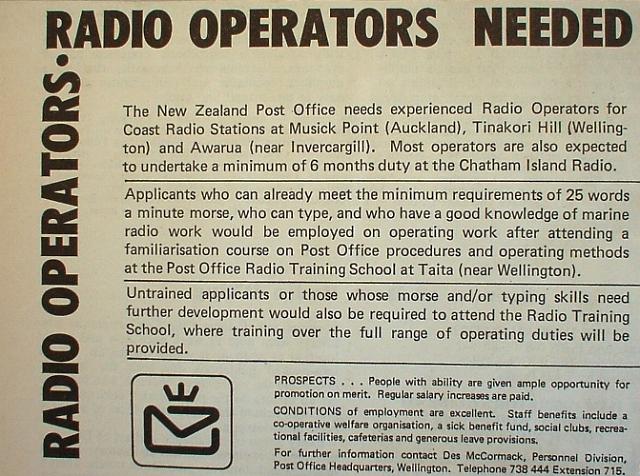 RADIO OPERATORS NEEDED
RADIO OPERATORS·
The New Zealand Post Office needs experienced Radio Operators for
Coast Radio Stations at Musick Point (Auckland), Tinakori Hill (Welling-
ton) and Awarua (near Invercargill). Most operators are also expected
to undertake a minimum of 6 months duty at the Chatham Island Radio.
Applicants who can already meet the minimum requirements of 25 words
a minute morse, who can type, and who have a good knowledge of marine
radio work would be employed on operating work after attending a
familiarisation course on Post Office procedures and operating methods
at the Post Office Radio Training School at Taita (near Wellington).
Untrained applicants or those whose morse and/or typing skills need
further development would also be required to attend the Radio Training
School, where training over the full range of operating duties will be
provided.
PROSPECTS . . . People with ability are given ample opportunity for
promotion on merit. Regular salary increases are paid.
CONDITIONS of employment are excellent. Staff benefits include a
co-operative welfare organisation, a sick benefit fund, social clubs, recrea-
tional facilities, cafeterias and generous leave provisions.
For further information contact Des McCormack, Personnel Division,
Post Office Headquarters, Wellington. Telephone 738 444 Extension 715.